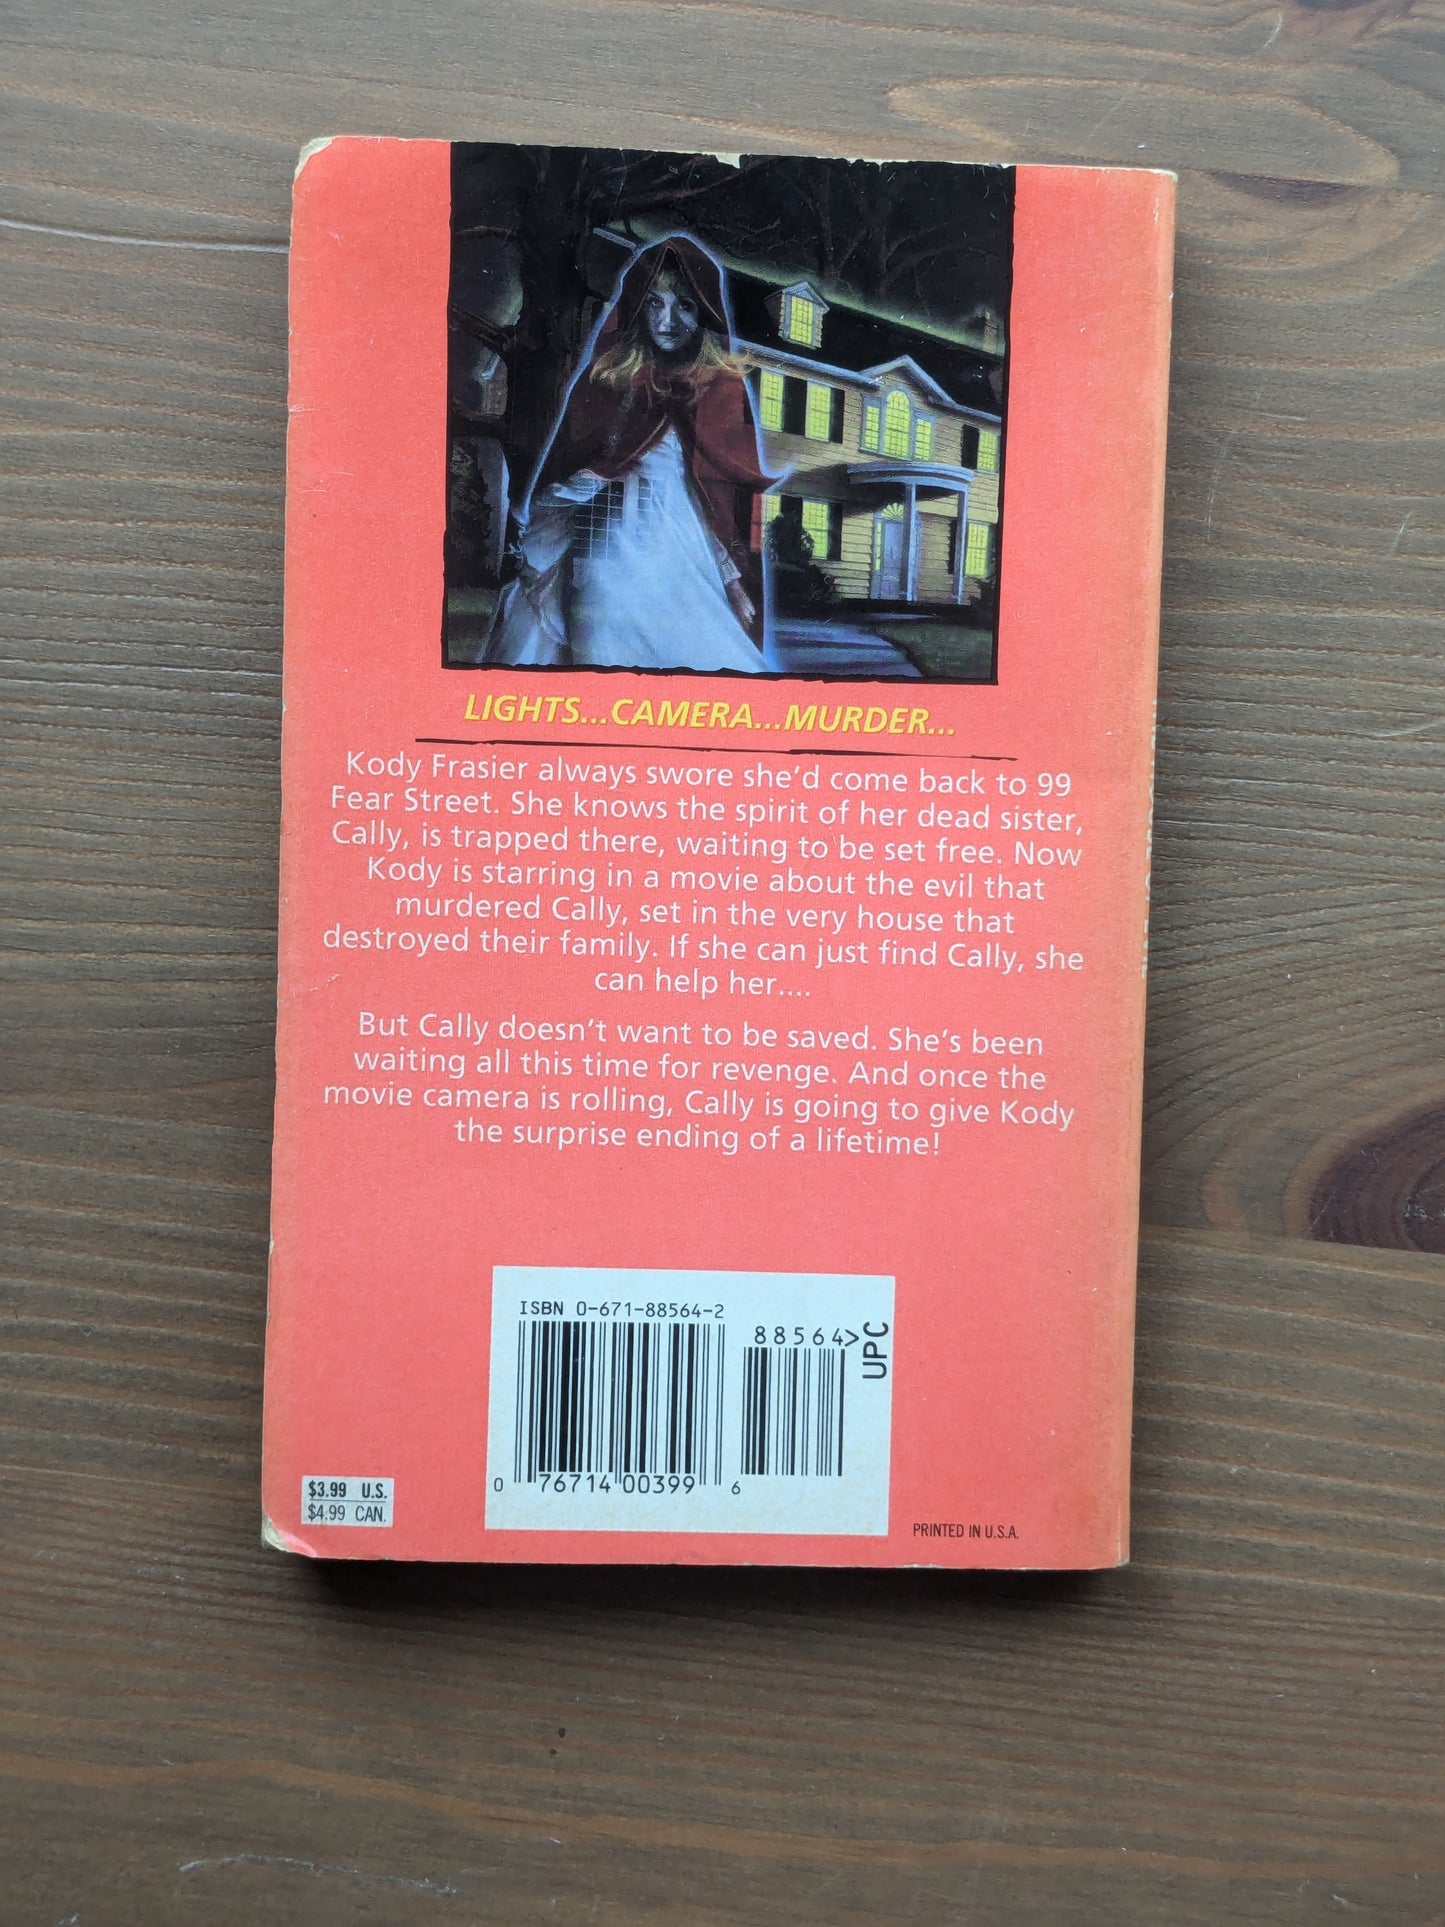 LIGHTS...CAMERA...MURDER...
Kody Frasier always swore she'd come back to 99
Fear Street. She knows the spirit of her dead sister,
Cally, is trapped there, waiting to be set free. Now
Kody is starring in a movie about the evil that
murdered Cally, set in the very house that
destroyed their family. If she can just find Cally, she
can help her....
But Cally doesn't want to be saved. She's been
waiting all this time for revenge. And once the
movie camera is rolling, Cally is going to give Kody
the surprise ending of a lifetime!
ISBN 0-671-88564-2
88564>
UPC
0 76714 00399 6
$3.99 U.S.
$4.99 CAN.
PRINTED IN U.S.A.